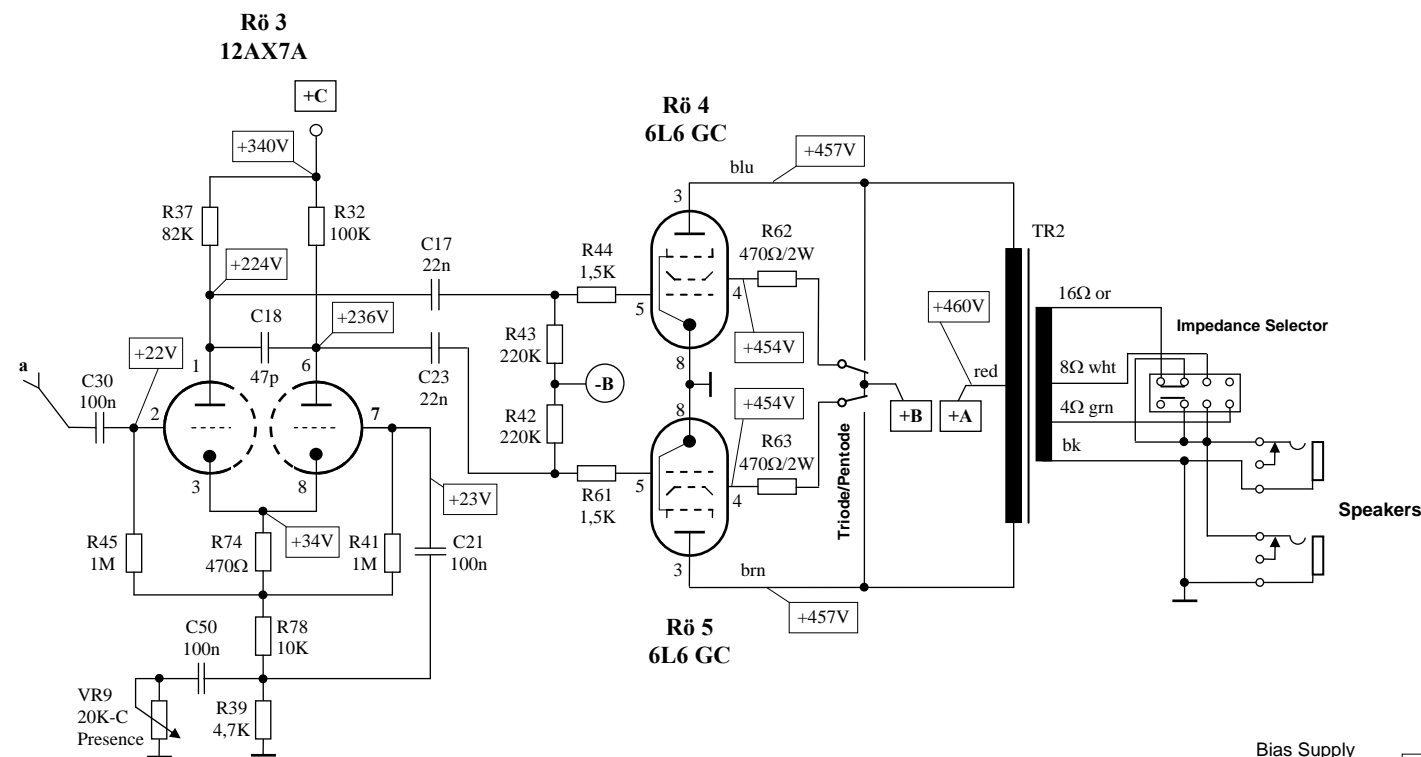 Rö 3
12AX7A
+C
+340V
R37
82K
R32
100K
+224V
C17
22n
C18
47p
+236V
C23
22n
+22V
a
C30
100n
1
6
2
7
3
8
+23V
+34V
R45
1M
R74
470Ω
R41
1M
C21
100n
R78
10K
C50
100n
VR9
20K-C
Presence
R39
4,7K
R44
1,5K
R43
220K
-B
R42
220K
R61
1,5K
Rö 4
6L6 GC
blu
+457V
3
5
4
8
R62
470Ω/2W
+454V
8
+454V
R63
470Ω/2W
5
4
3
brn
+457V
Rö 5
6L6 GC
Triode/Pentode
+B
+A
+460V
red
TR2
16Ω or
8Ω wht
4Ω grn
bk
Impedance Selector
Speakers
Bias Supply